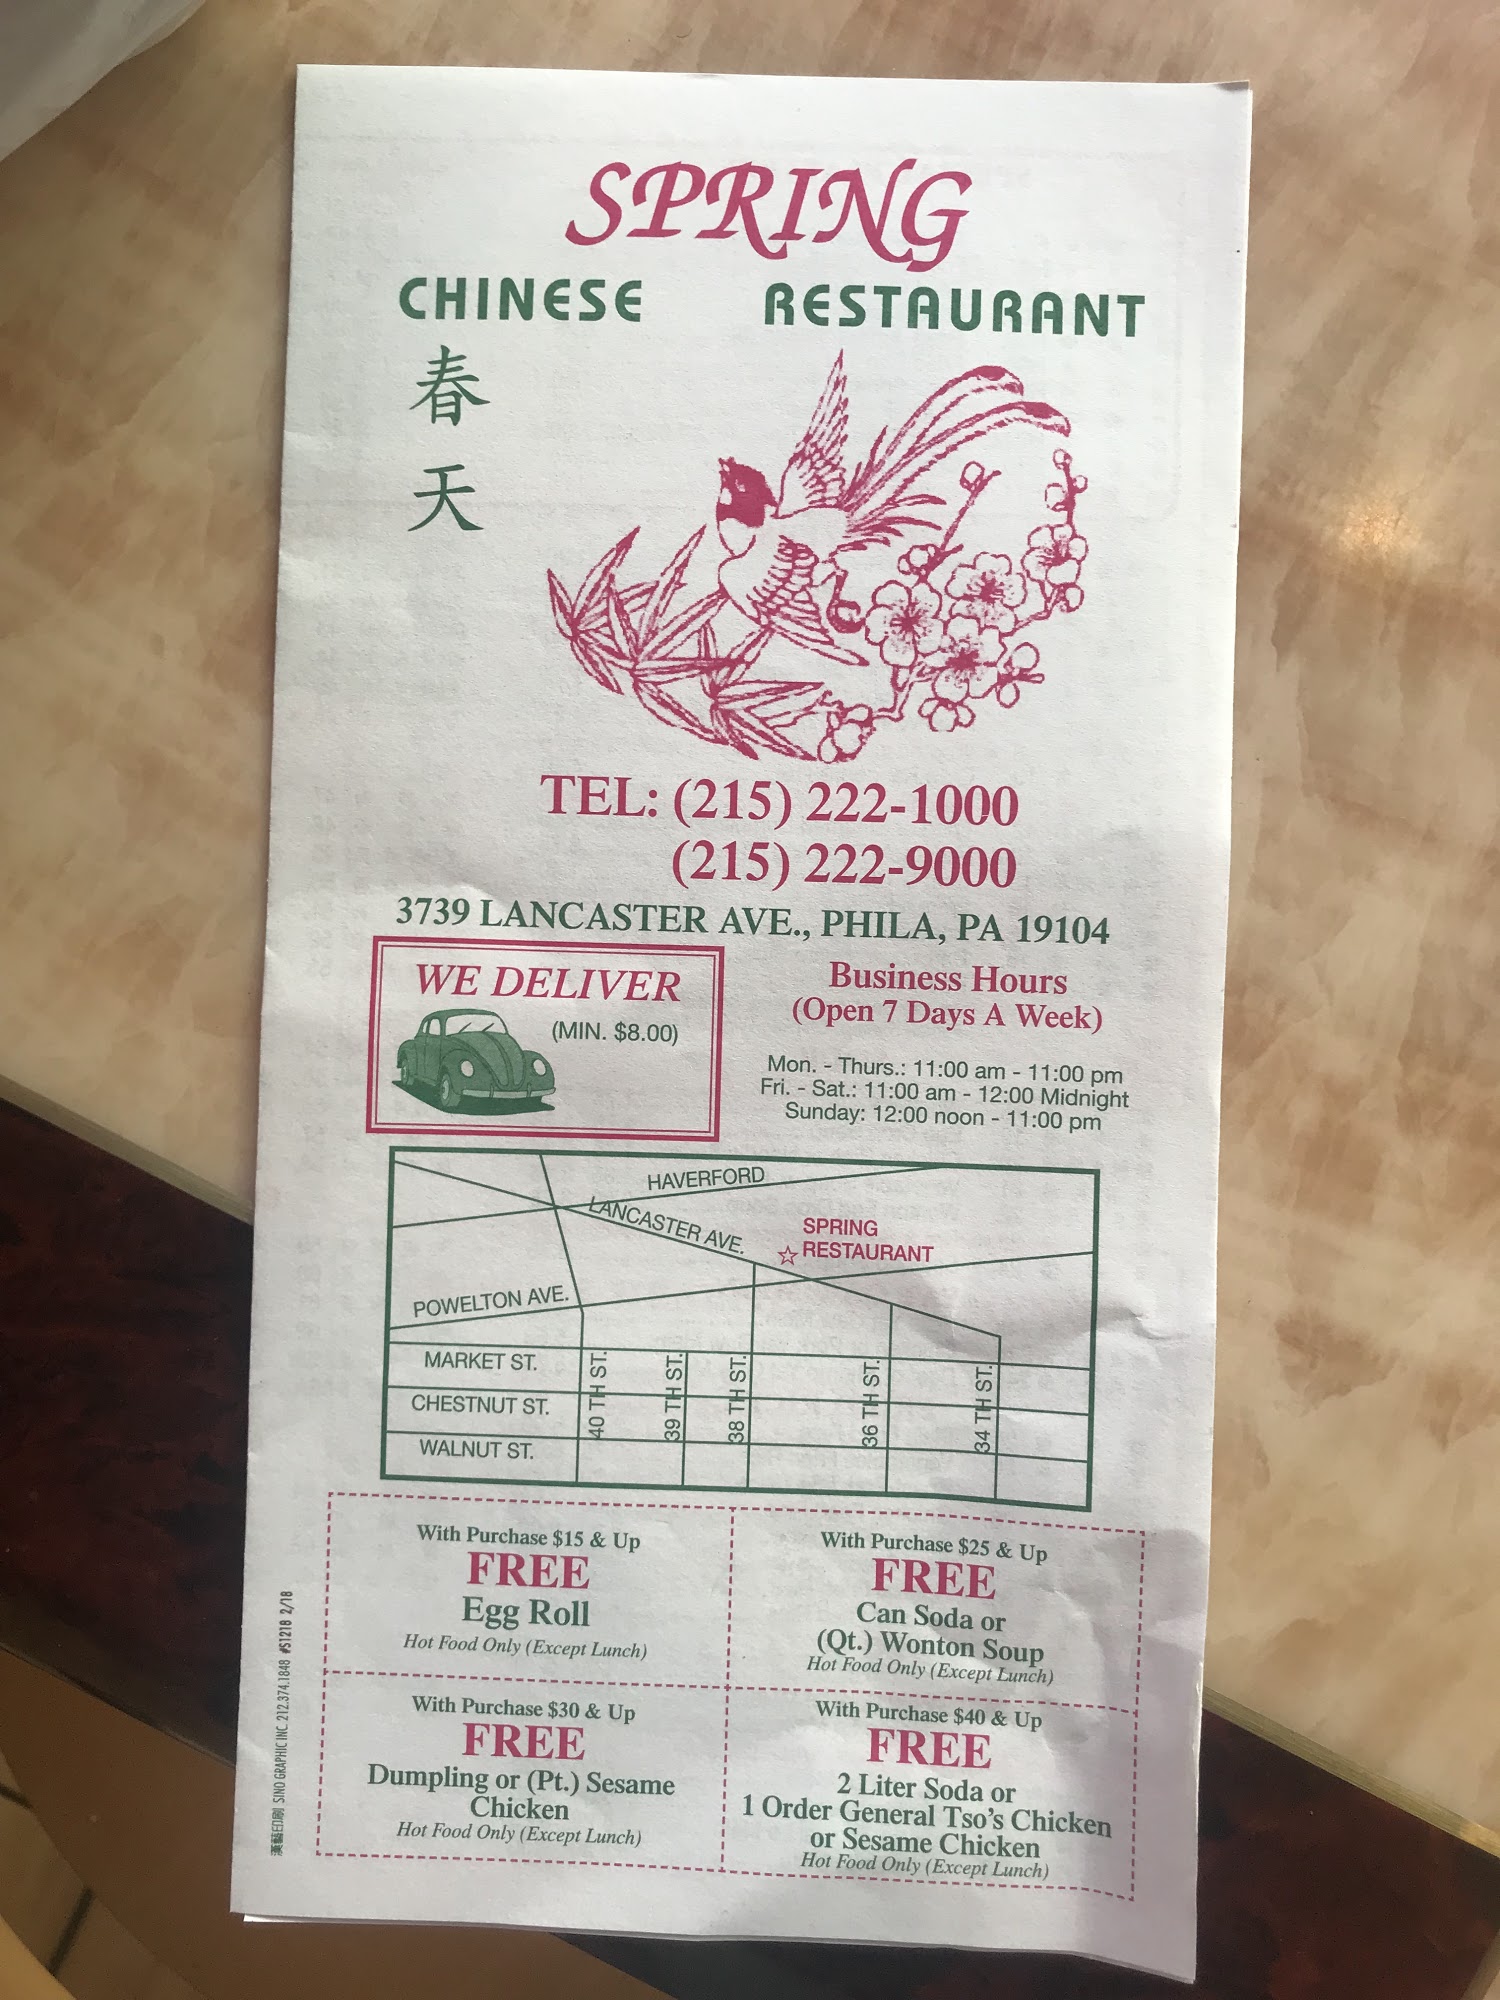 SPRING
CHINESE RESTAURANT
春
天
TEL: (215) 222-1000
(215) 222-9000
3739 LANCASTER AVE., PHILA, PA 19104
WE DELIVER
(MIN. $8.00)
Business Hours
(Open 7 Days A Week)
Mon. - Thurs.: 11:00 am - 11:00 pm
Fri. - Sat.: 11:00 am - 12:00 Midnight
Sunday: 12:00 noon - 11:00 pm
HAVERFORD
LANCASTER AVE.
SPRING
☆ RESTAURANT
POWELTON AVE.
MARKET ST.
CHESTNUT ST.
WALNUT ST.
40 TH ST.
39 TH ST.
38 TH ST.
36 TH ST.
34 TH ST.
With Purchase $15 & Up
FREE
Egg Roll
Hot Food Only (Except Lunch)
With Purchase $25 & Up
FREE
Can Soda or
(Qt.) Wonton Soup
Hot Food Only (Except Lunch)
With Purchase $30 & Up
FREE
Dumpling or (Pt.) Sesame
Chicken
Hot Food Only (Except Lunch)
With Purchase $40 & Up
FREE
2 Liter Soda or
1 Order General Tso's Chicken
or Sesame Chicken
Hot Food Only (Except Lunch)
漢藝印刷 SINO GRAPHIC INC. 212.374.1848 #S1218 2/18